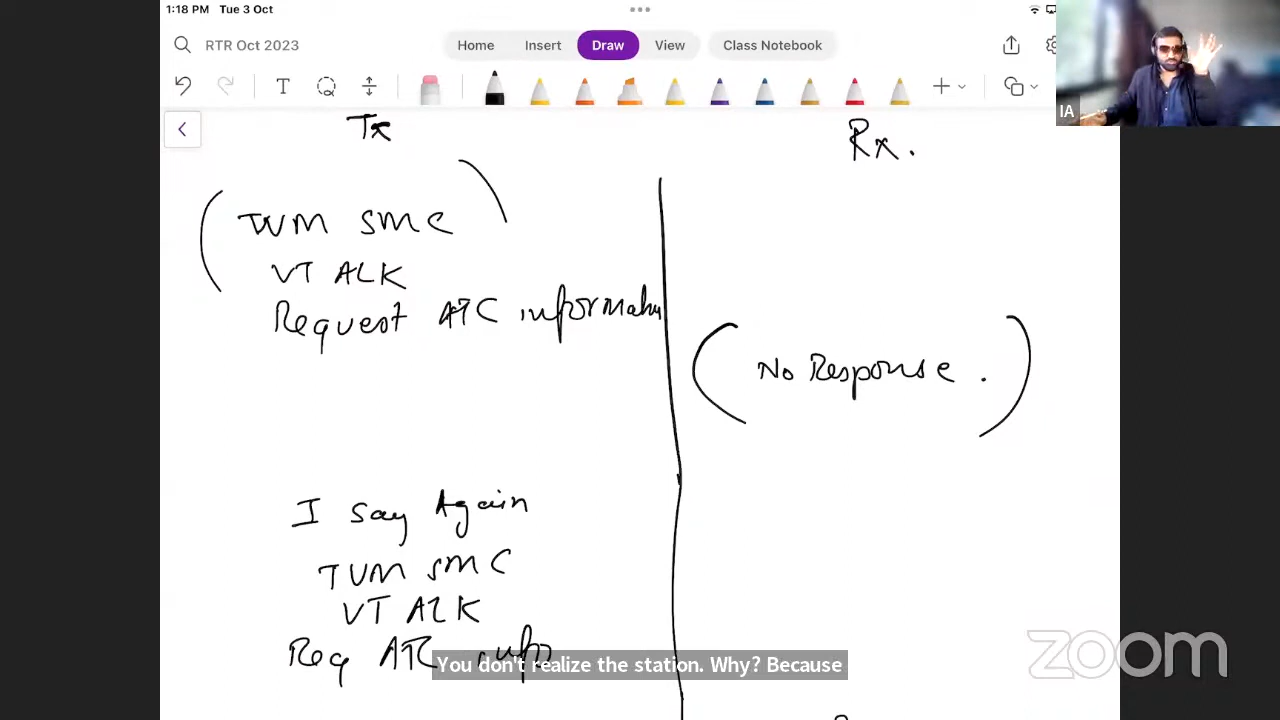 1:18 PM Tue 3 Oct
RTR Oct 2023
Home Insert Draw View Class Notebook
IA
Tx
Rx.
TVM SMC
VT ALK
Request ATC information
No Response.
I say Again
TVM SMC
VT ALK
Req ATC info
You don't realize the station. Why? Because
zoom